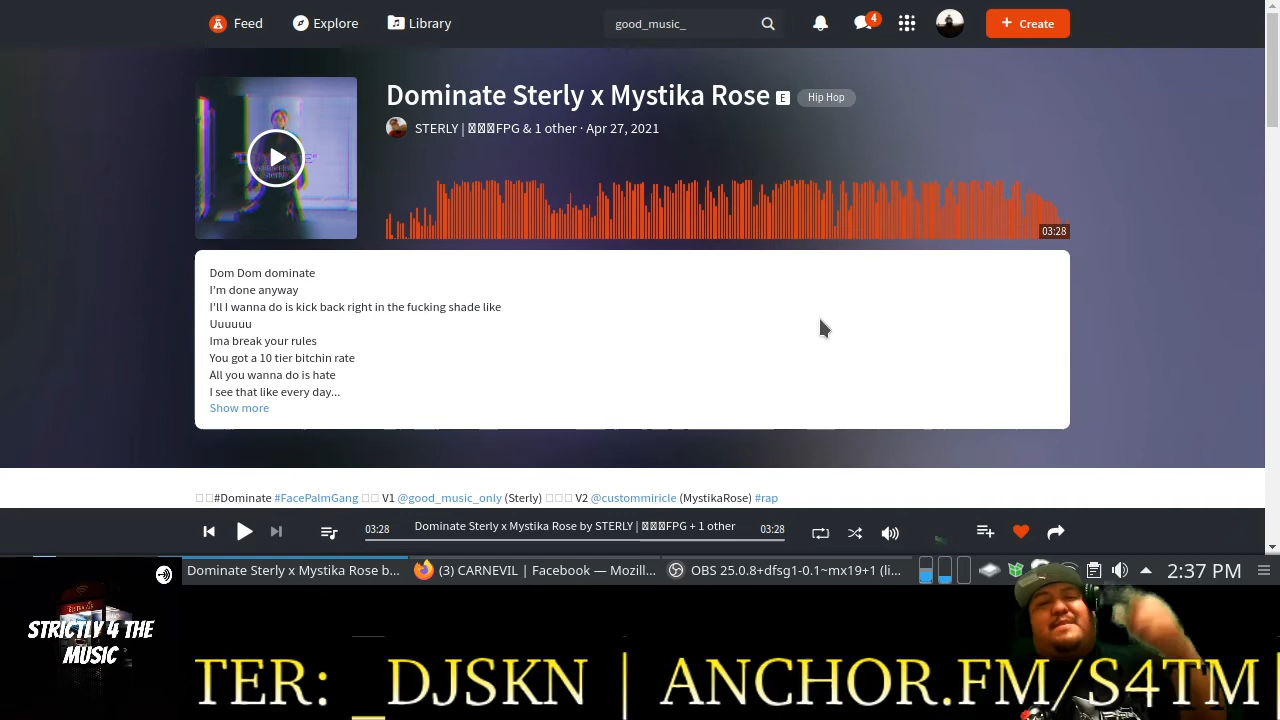 Feed Explore Library good_music_ 4 + Create
Dominate Sterly x Mystika Rose E Hip Hop
STERLY | FPG & 1 other · Apr 27, 2021
03:28
Dom Dom dominate
I'm done anyway
I'll I wanna do is kick back right in the fucking shade like
Uuuuuu
Ima break your rules
You got a 10 tier bitchin rate
All you wanna do is hate
I see that like every day...
Show more
#Dominate #FacePalmGang V1 @good_music_only (Sterly) V2 @custommiricle (MystikaRose) #rap
03:28 Dominate Sterly x Mystika Rose by STERLY | FPG + 1 other 03:28
Dominate Sterly x Mystika Rose b... (3) CARNEVIL | Facebook — Mozill... OBS 25.0.8+dfsg1-0.1~mx19+1 (li... 2:37 PM
STRICTLY 4 THE
MUSIC
TER: _DJSKN | ANCHOR.FM/S4TM |